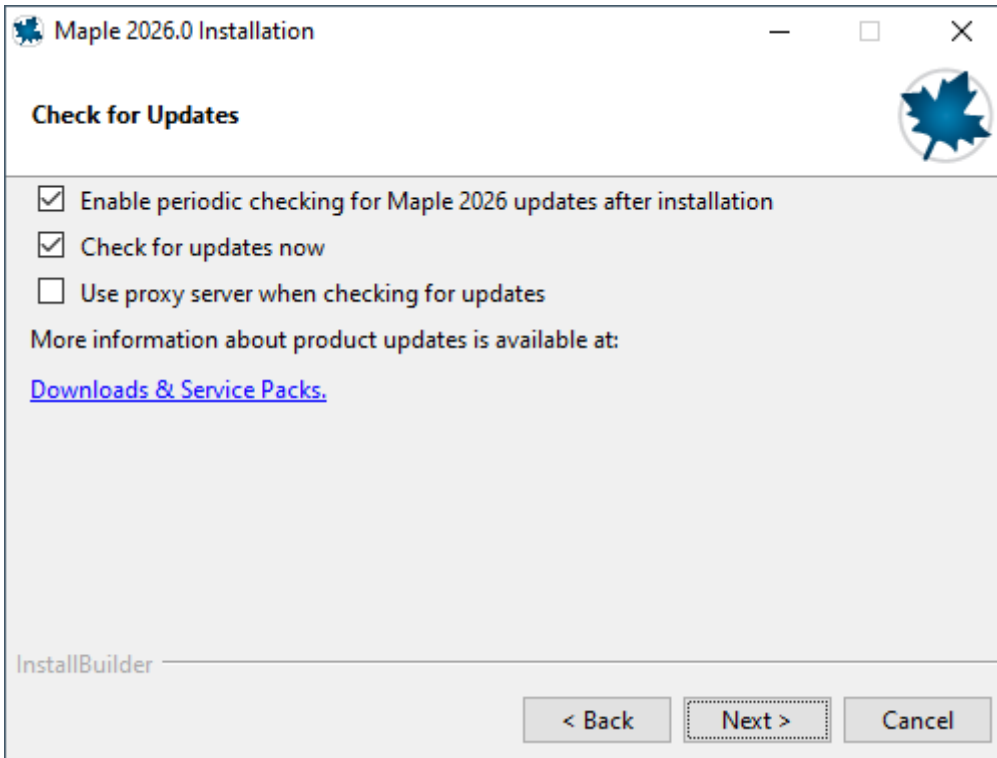 Maple 2026.0 Installation
Check for Updates
Enable periodic checking for Maple 2026 updates after installation
Check for updates now
Use proxy server when checking for updates
More information about product updates is available at:
Downloads & Service Packs.
InstallBuilder
< Back
Next >
Cancel